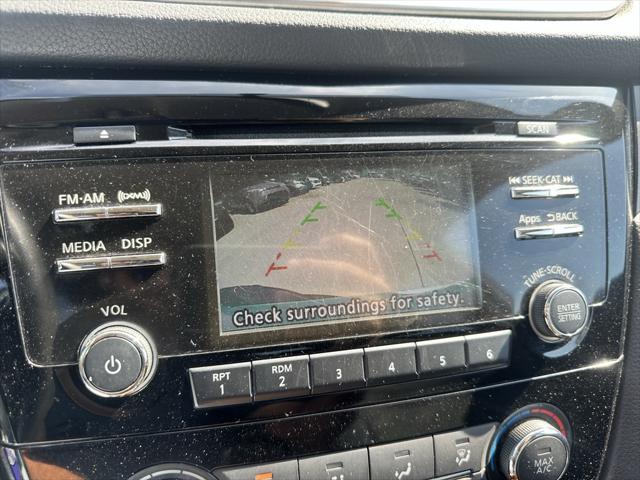 SCAN
FM·AM ((XM))
SEEK·CAT
Apps BACK
MEDIA DISP
TUNE·SCROLL
ENTER
SETTING
VOL
Check surroundings for safety.
RPT
1
RDM
2
3
4
5
6
MAX
A/C